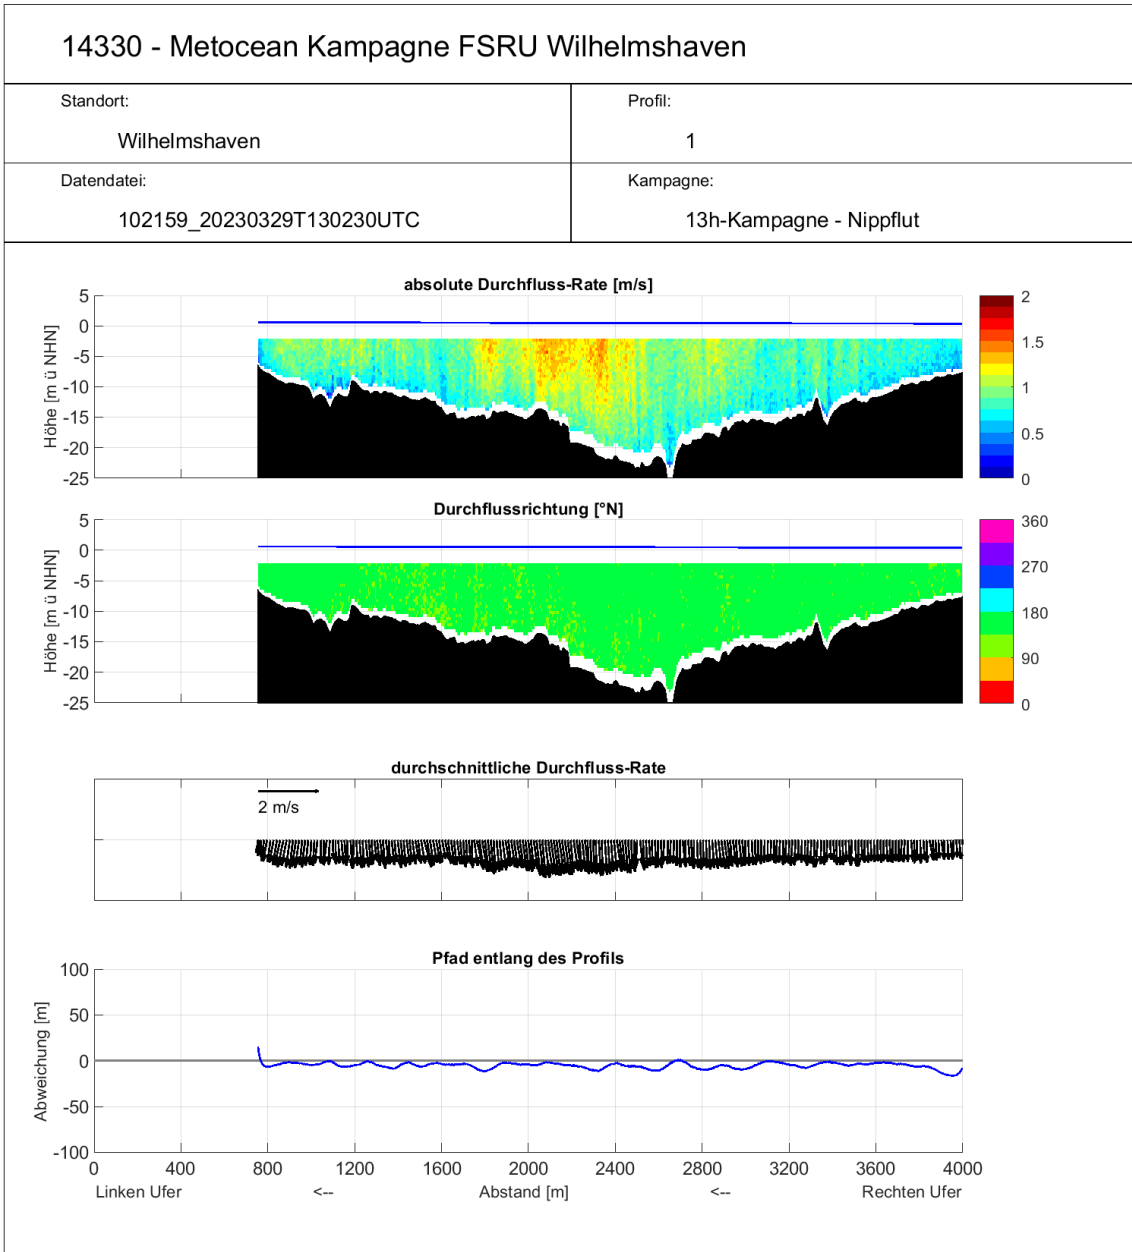 14330 - Metocean Kampagne FSRU Wilhelmshaven
Standort:
Wilhelmshaven
Profil:
1
Datendatei:
102159_20230329T130230UTC
Kampagne:
13h-Kampagne - Nippflut
absolute Durchfluss-Rate [m/s]
Höhe [m ü NHN]
5
0
-5
-10
-15
-20
-25
2
1.5
1
0.5
0
Durchflussrichtung [°N]
Höhe [m ü NHN]
5
0
-5
-10
-15
-20
-25
360
270
180
90
0
durchschnittliche Durchfluss-Rate
2 m/s
Pfad entlang des Profils
Abweichung [m]
100
50
0
-50
-100
0 400 800 1200 1600 2000 2400 2800 3200 3600 4000
Linken Ufer <-- Abstand [m] <-- Rechten Ufer